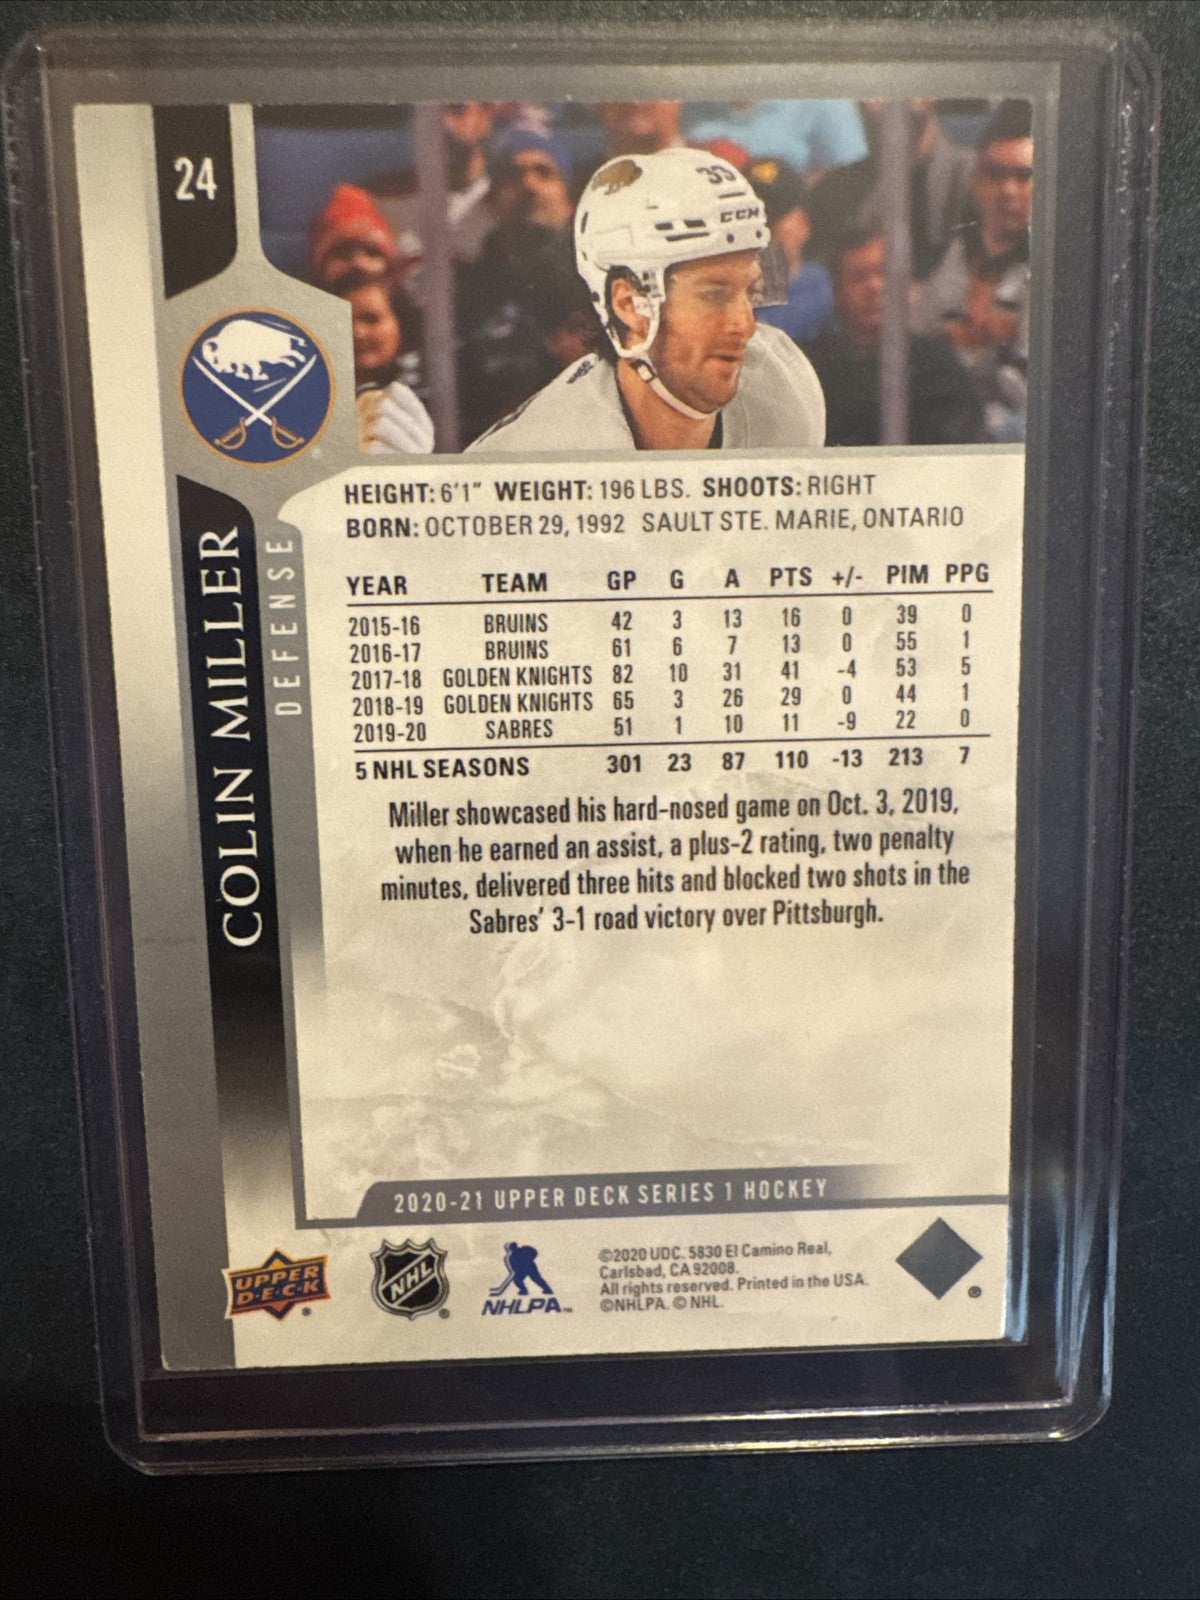 24
33
CCM
COLIN MILLER
DEFENSE
HEIGHT: 6'1" WEIGHT: 196 LBS. SHOOTS: RIGHT
BORN: OCTOBER 29, 1992 SAULT STE. MARIE, ONTARIO
YEAR TEAM GP G A PTS +/- PIM PPG
2015-16 BRUINS 42 3 13 16 0 39 0
2016-17 BRUINS 61 6 7 13 0 55 1
2017-18 GOLDEN KNIGHTS 82 10 31 41 -4 53 5
2018-19 GOLDEN KNIGHTS 65 3 26 29 0 44 1
2019-20 SABRES 51 1 10 11 -9 22 0
5 NHL SEASONS 301 23 87 110 -13 213 7
Miller showcased his hard-nosed game on Oct. 3, 2019,
when he earned an assist, a plus-2 rating, two penalty
minutes, delivered three hits and blocked two shots in the
Sabres' 3-1 road victory over Pittsburgh.
2020-21 UPPER DECK SERIES 1 HOCKEY
UPPER
D·E·C·K
NHL
NHLPA™
©2020 UDC. 5830 El Camino Real,
Carlsbad, CA 92008.
All rights reserved. Printed in the USA.
©NHLPA. © NHL.